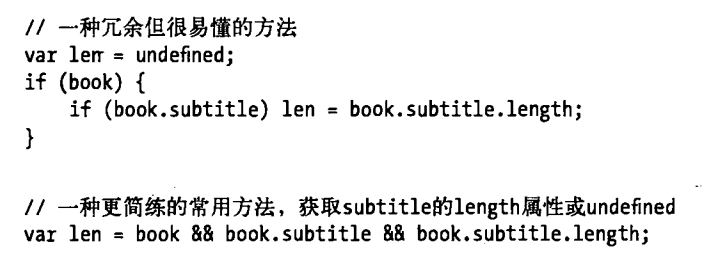 // 一种冗余但很易懂的方法
var len = undefined;
if (book) {
    if (book.subtitle) len = book.subtitle.length;
}
// 一种更简练的常用方法，获取subtitle的length属性或undefined
var len = book && book.subtitle && book.subtitle.length;